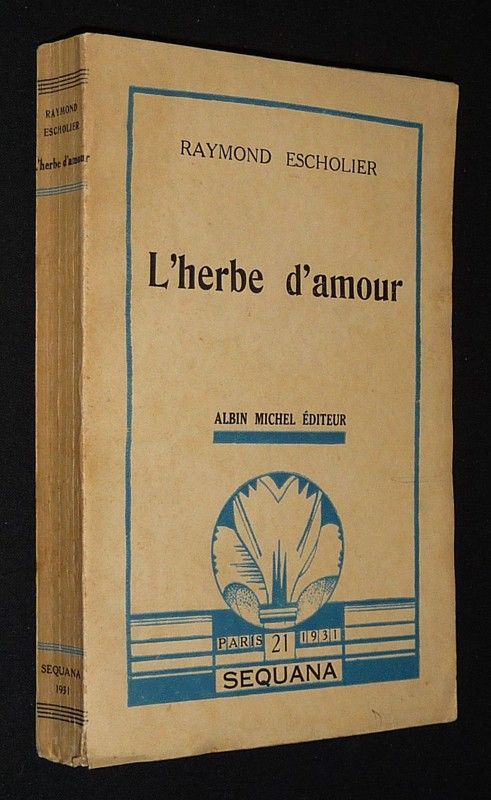 RAYMOND
ESCHOLIER
L'herbe d'amour
SEQUANA
1931
RAYMOND ESCHOLIER
L'herbe d'amour
ALBIN MICHEL ÉDITEUR
PARIS 21 1931
SEQUANA